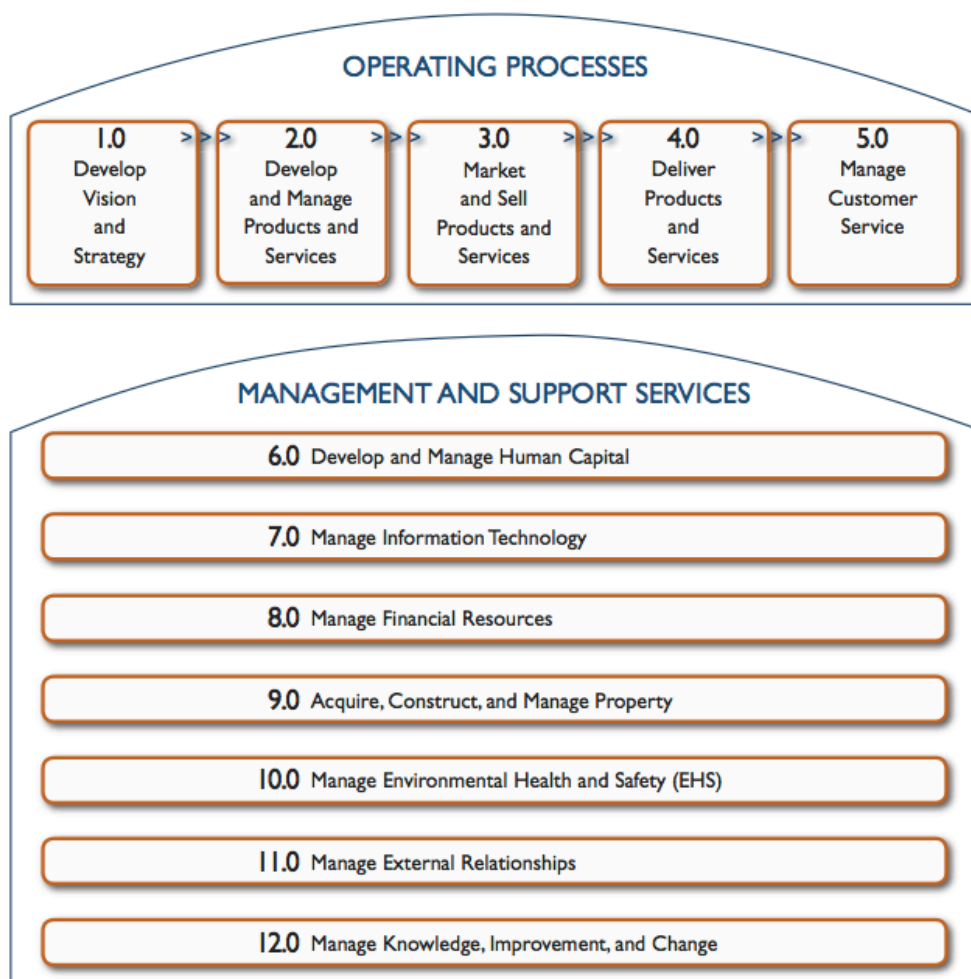 OPERATING PROCESSES
1.0 >>>
Develop
Vision
and
Strategy
2.0 >>>
Develop
and Manage
Products and
Services
3.0 >>>
Market
and Sell
Products and
Services
4.0 >>>
Deliver
Products
and
Services
5.0
Manage
Customer
Service
MANAGEMENT AND SUPPORT SERVICES
6.0 Develop and Manage Human Capital
7.0 Manage Information Technology
8.0 Manage Financial Resources
9.0 Acquire, Construct, and Manage Property
10.0 Manage Environmental Health and Safety (EHS)
11.0 Manage External Relationships
12.0 Manage Knowledge, Improvement, and Change